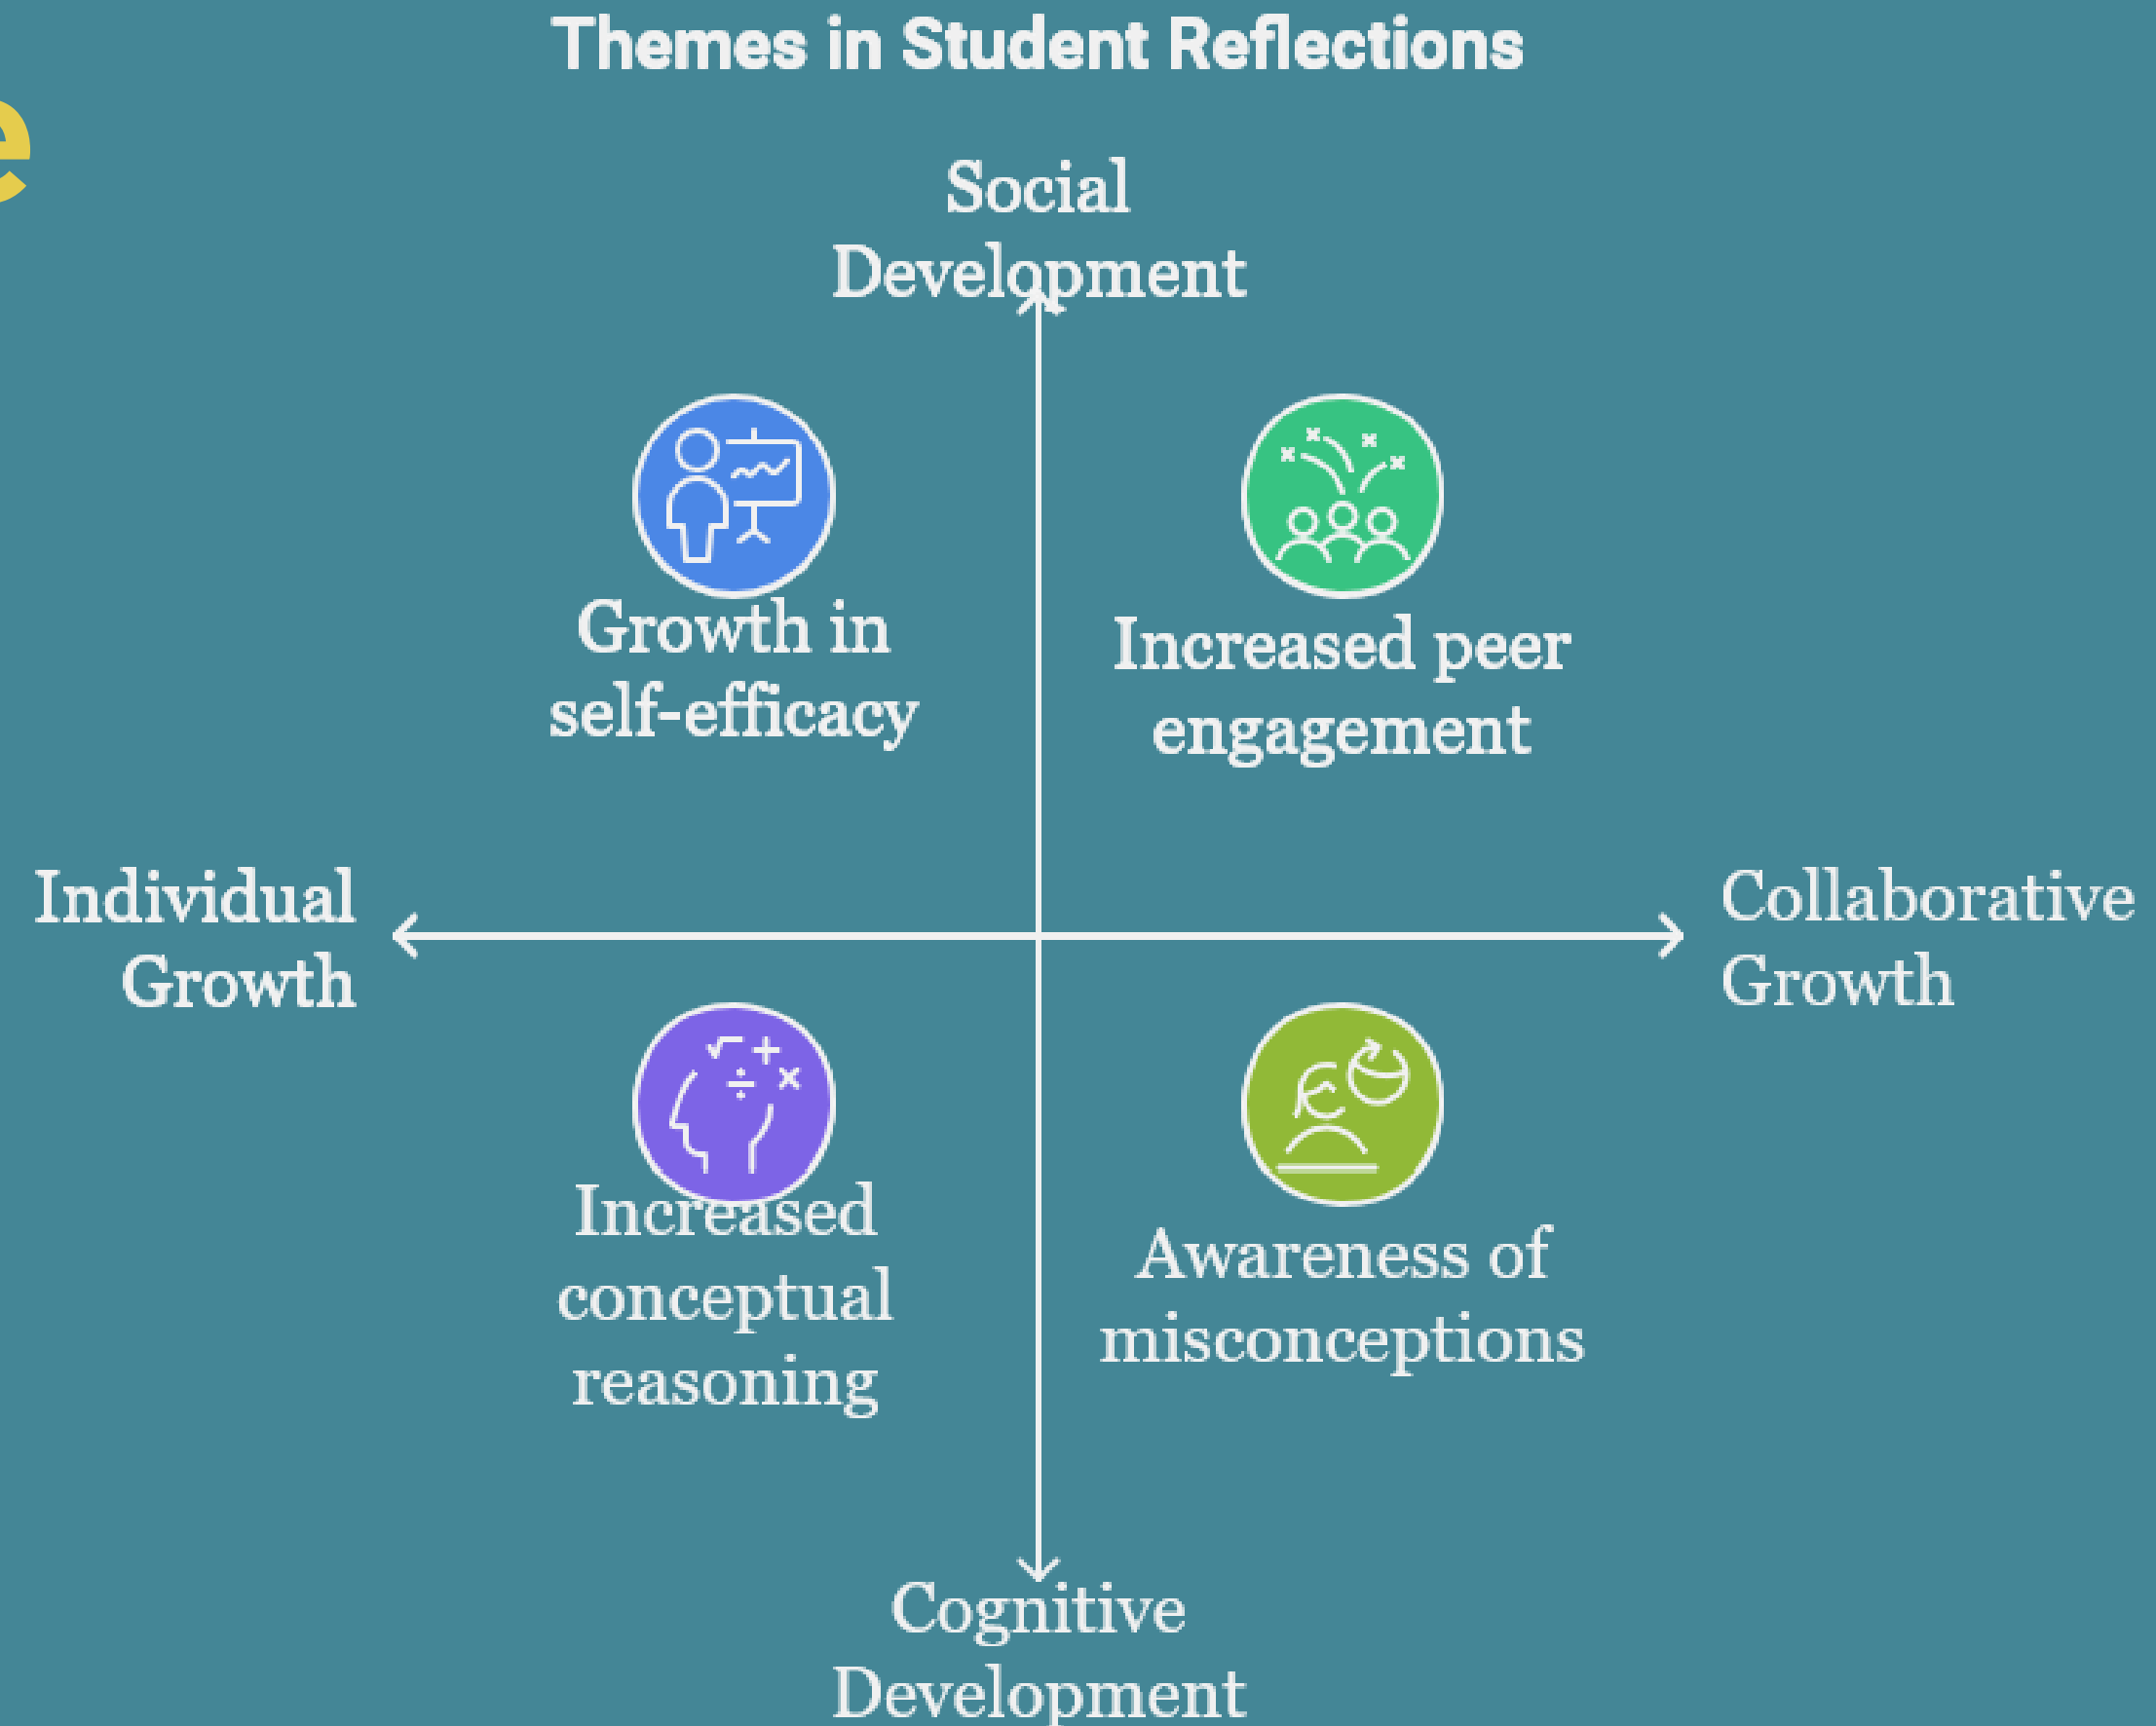 Themes in Student Reflections
e
Social
Development
Growth in
self-efficacy
Increased peer
engagement
Individual
Growth
Collaborative
Growth
Increased
conceptual
reasoning
Awareness of
misconceptions
Cognitive
Development